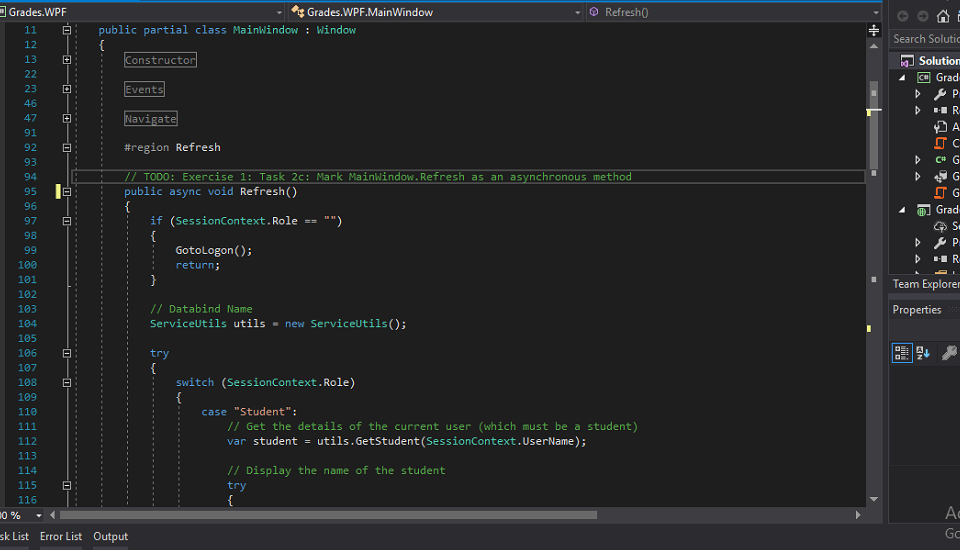 Grades.WPF
Grades.WPF.MainWindow
Refresh()
Search Solutio
11 public partial class MainWindow : Window
12 {
13 Constructor
22
23 Events
46
47 Navigate
91
92 #region Refresh
93
94 // TODO: Exercise 1: Task 2c: Mark MainWindow.Refresh as an asynchronous method
95 public async void Refresh()
96 {
97 if (SessionContext.Role == "")
98 {
99 GotoLogon();
100 return;
101 }
102
103 // Databind Name
104 ServiceUtils utils = new ServiceUtils();
105
106 try
107 {
108 switch (SessionContext.Role)
109 {
110 case "Student":
111 // Get the details of the current user (which must be a student)
112 var student = utils.GetStudent(SessionContext.UserName);
113
114 // Display the name of the student
115 try
116 {
Solution
C# Grad
P
R
A
C
C# G
G
G
Grade
Se
P
R
Team Explorer
Properties
A Z
00 %
sk List Error List Output
Ac
Go